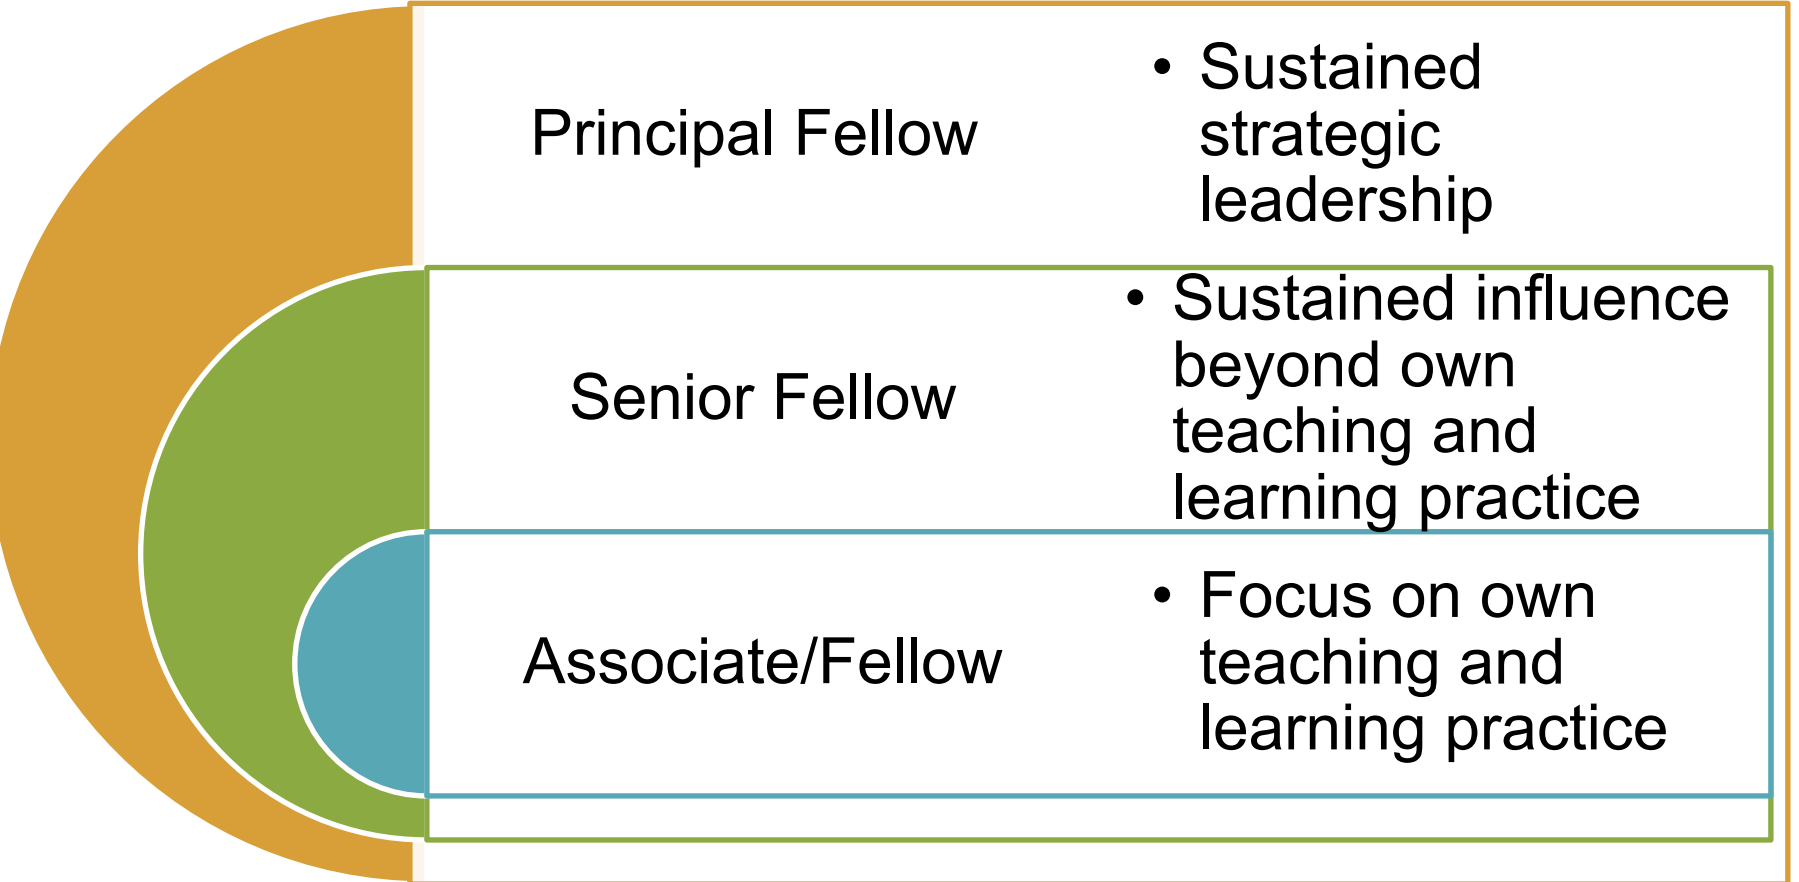 Principal Fellow
• Sustained
strategic
leadership
Senior Fellow
• Sustained influence
beyond own
teaching and
learning practice
Associate/Fellow
• Focus on own
teaching and
learning practice